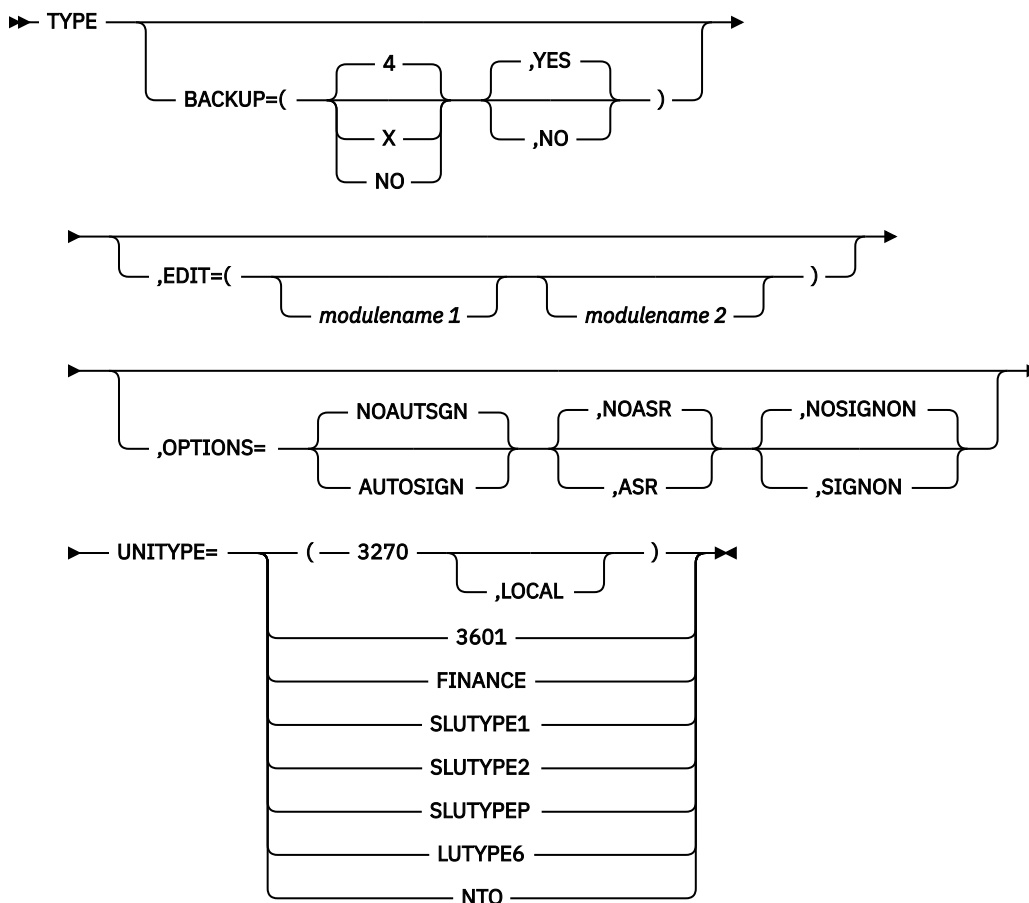 TYPE
4 ,YES
BACKUP=( )
X ,NO
NO
,EDIT=( )
modulename 1 modulename 2
NOAUTSGN ,NOASR ,NOSIGNON
,OPTIONS=
AUTOSIGN ,ASR ,SIGNON
UNITYPE= ( 3270 )
,LOCAL
3601
FINANCE
SLUTYPE1
SLUTYPE2
SLUTYPEP
LUTYPE6
NTO